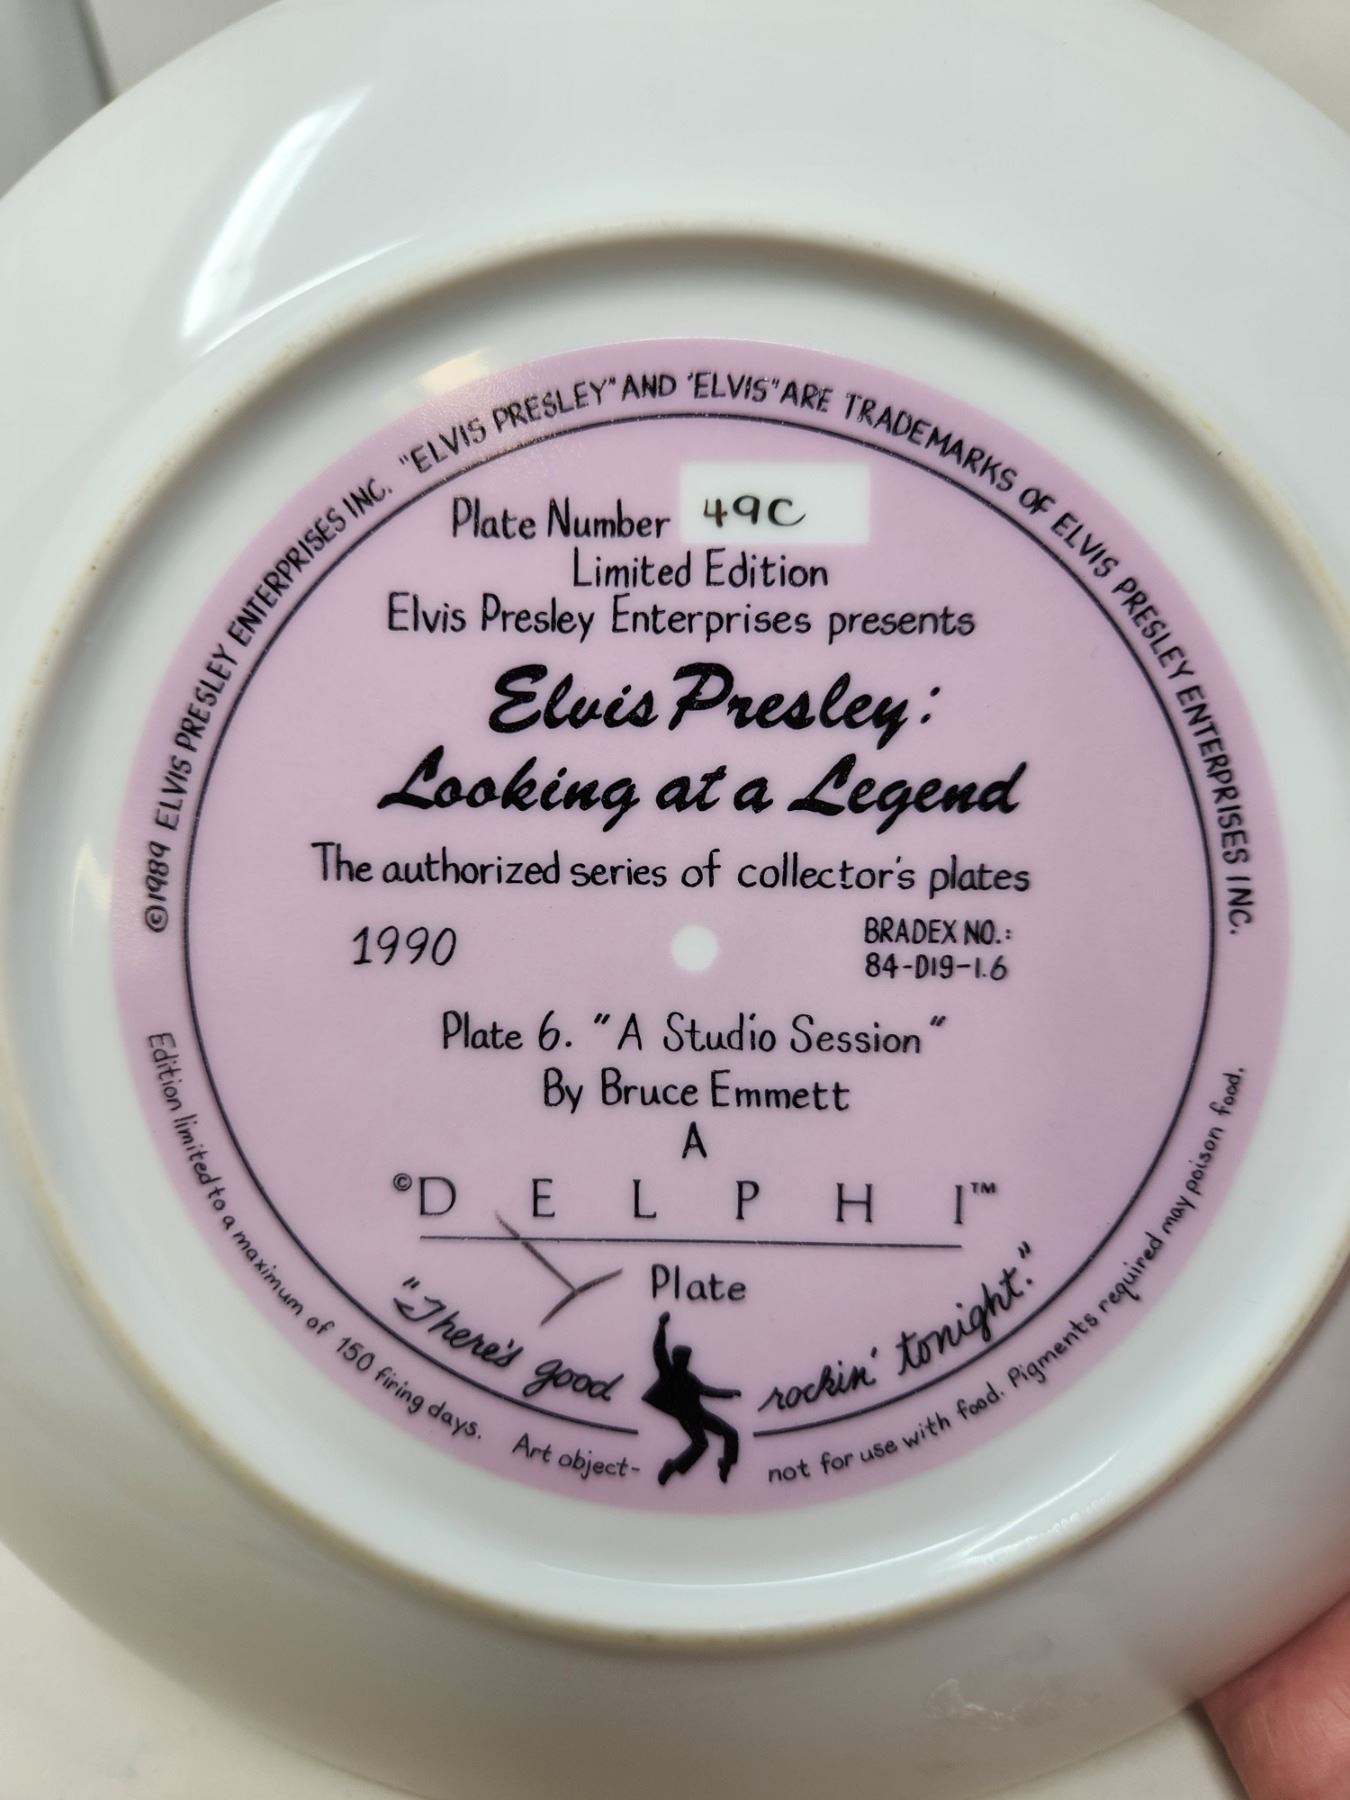 ©1989 ELVIS PRESLEY ENTERPRISES INC. "ELVIS PRESLEY" AND 'ELVIS" ARE TRADEMARKS OF ELVIS PRESLEY ENTERPRISES INC.
Plate Number 49C
Limited Edition
Elvis Presley Enterprises presents
Elvis Presley:
Looking at a Legend
The authorized series of collector's plates
1990
BRADEX NO.:
84-D19-1.6
Plate 6. "A Studio Session"
By Bruce Emmett
A
©DELPHI™
Plate
"There's good rockin' tonight."
Edition limited to a maximum of 150 firing days. Art object- not for use with food. Pigments required may poison food.